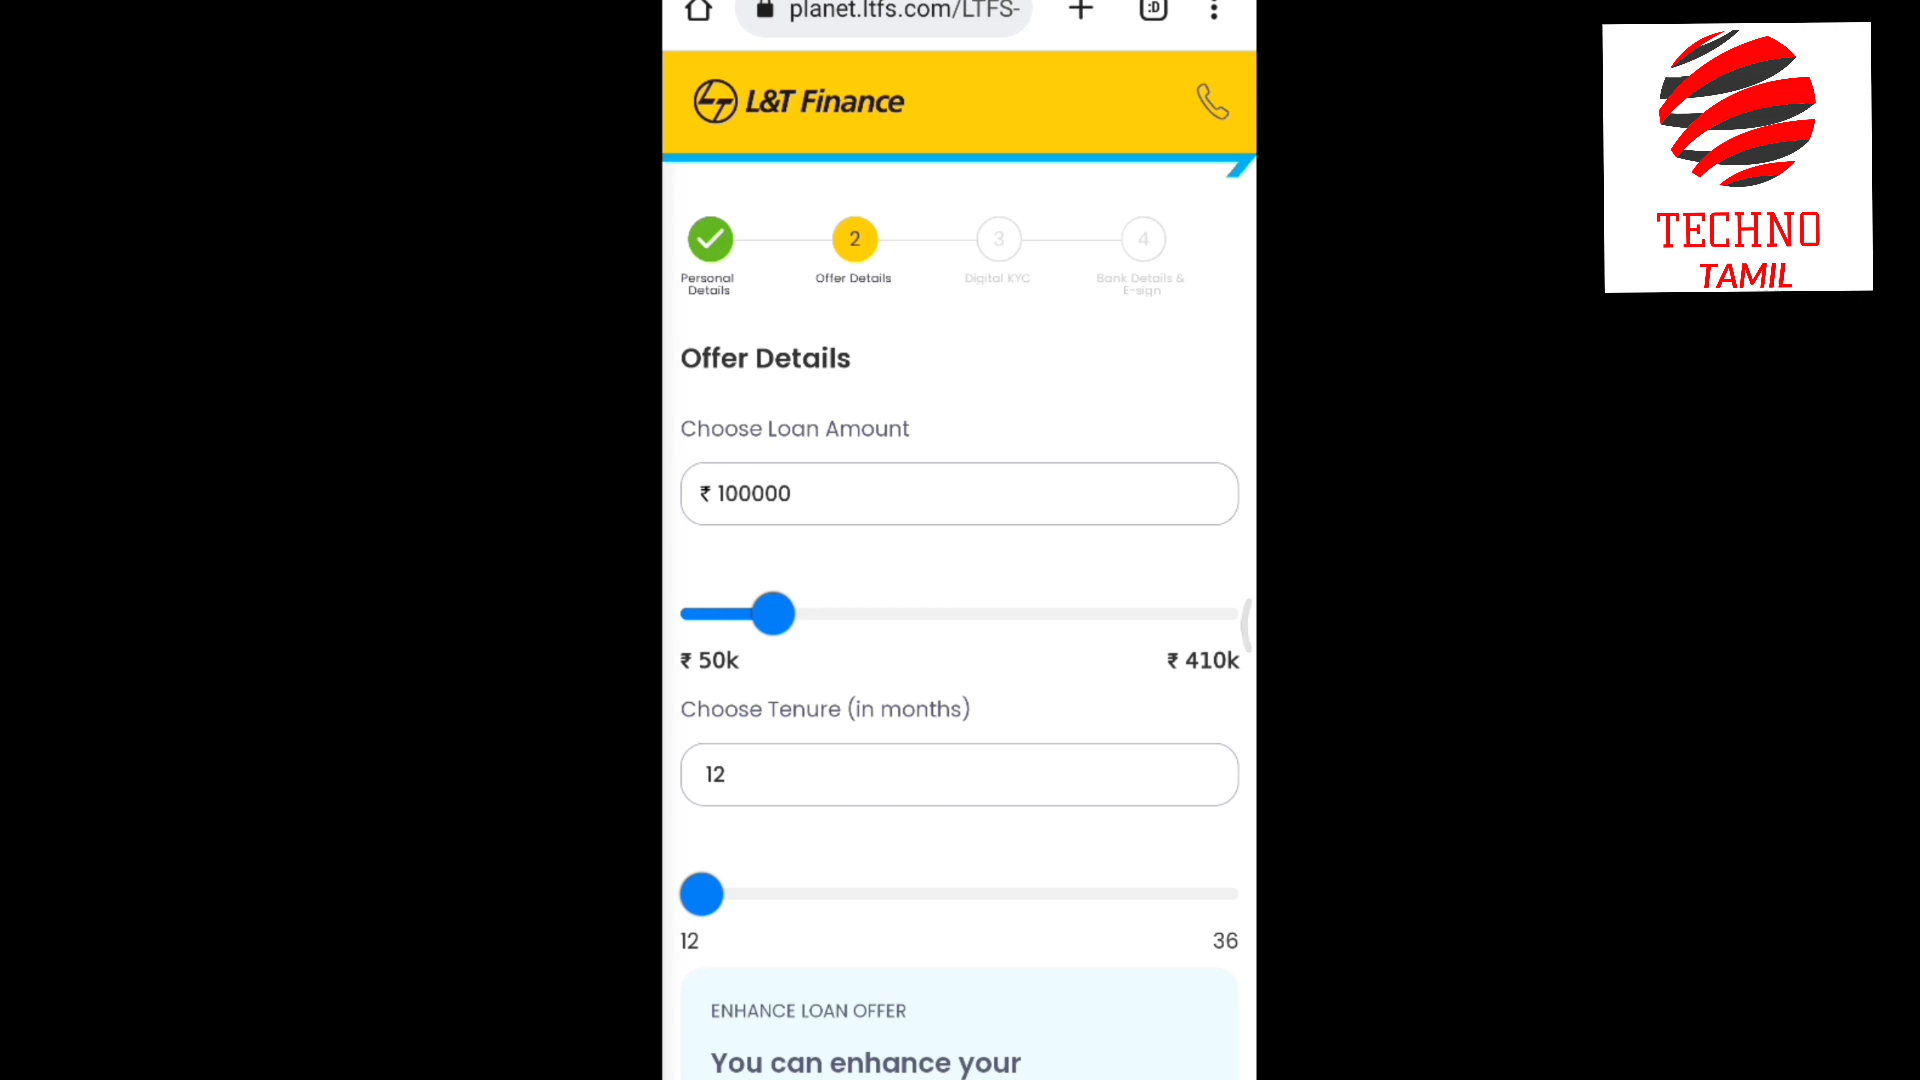 planet.ltfs.com/LTFS-
:D
L&T Finance
2
3
4
Personal
Details
Offer Details
Digital KYC
Bank Details &
E-sign
Offer Details
Choose Loan Amount
₹ 100000
₹ 50k
₹ 410k
Choose Tenure (in months)
12
12
36
ENHANCE LOAN OFFER
You can enhance your
TECHNO
TAMIL